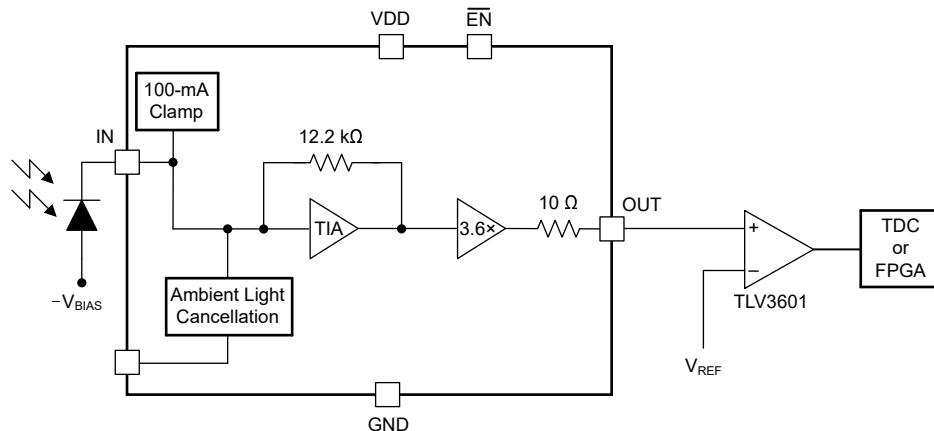 VDD
E̅N̅
100-mA
Clamp
IN
12.2 kΩ
TIA
3.6×
10 Ω
OUT
Ambient Light
Cancellation
−VBIAS
GND
+
−
TLV3601
VREF
TDC
or
FPGA